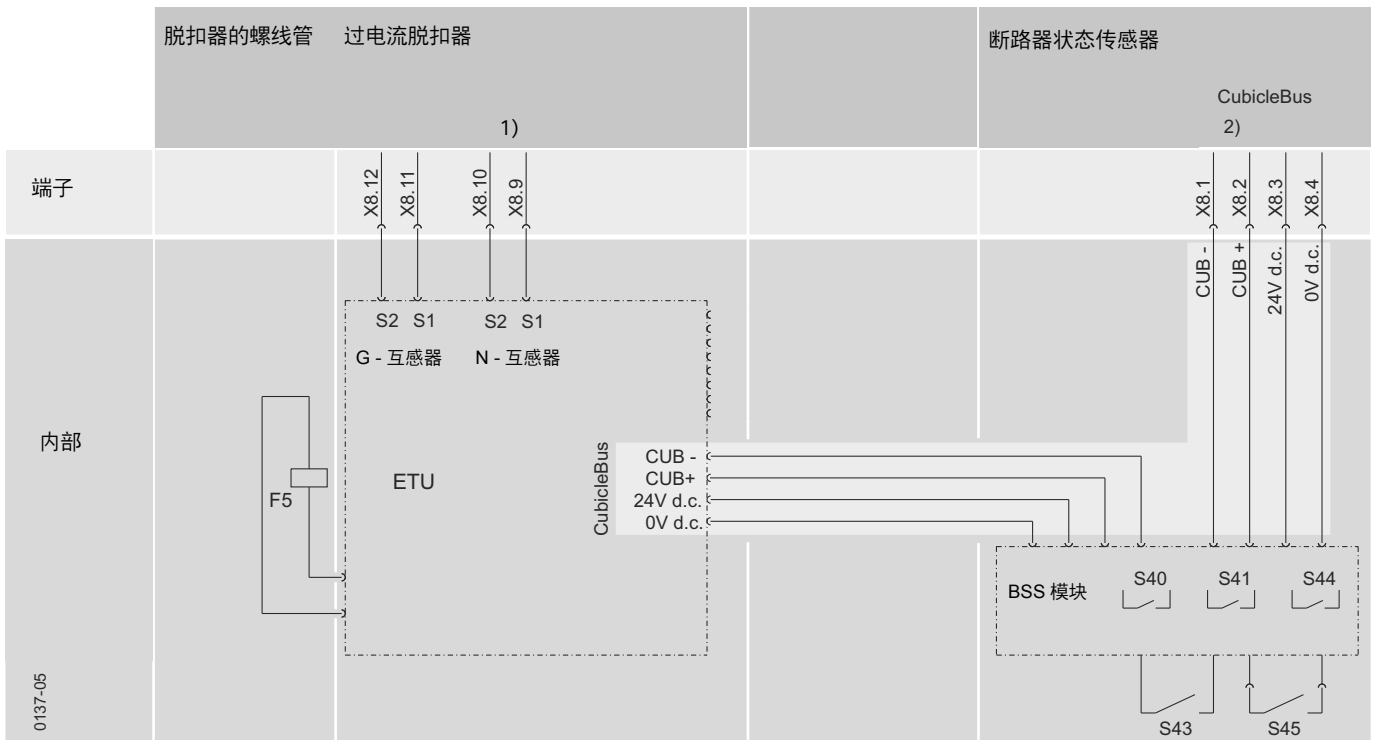 脱扣器的螺线管
过电流脱扣器
断路器状态传感器
CubicleBus
1)
2)
端子
X8.12
X8.11
X8.10
X8.9
X8.1
X8.2
X8.3
X8.4
CUB -
CUB +
24V d.c.
0V d.c.
S2 S1
S2 S1
G - 互感器
N - 互感器
内部
F5
ETU
CubicleBus
CUB -
CUB+
24V d.c.
0V d.c.
BSS 模块
S40
S41
S44
S43
S45
0137-05